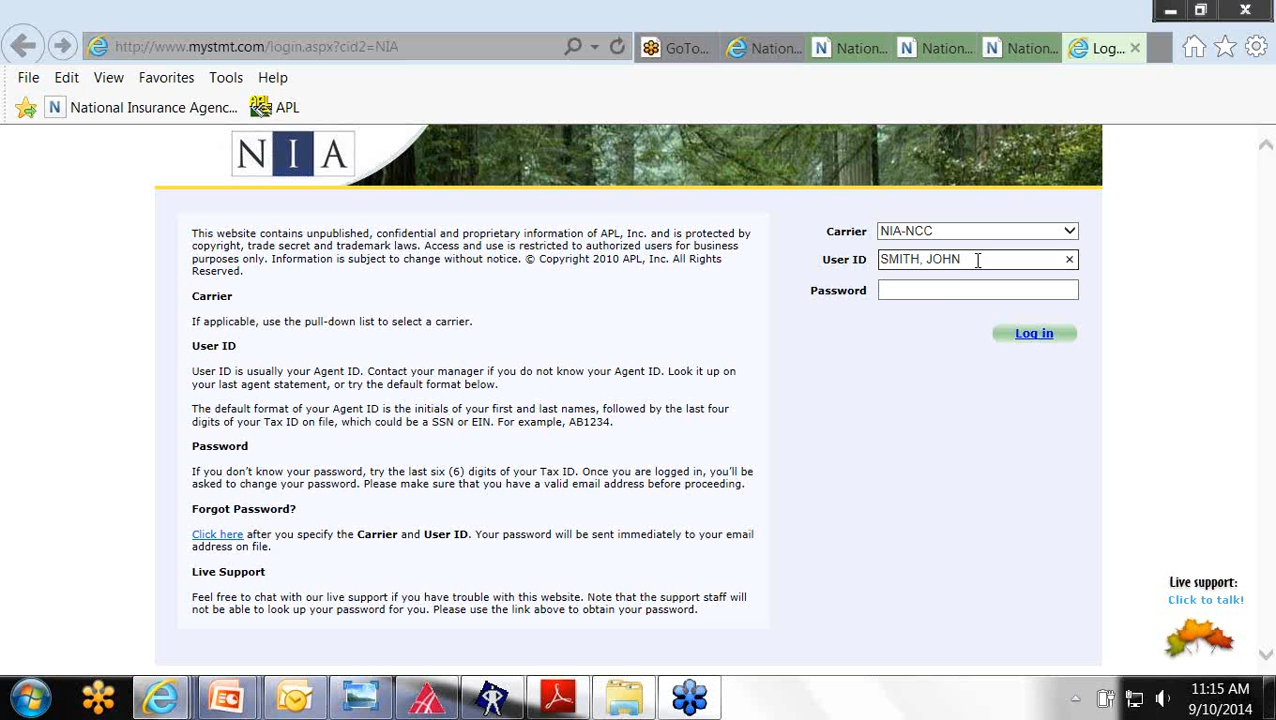 http://www.mystmt.com/login.aspx?cid2=NIA
GoTo...
Nation...
Nation...
Nation...
Nation...
Log...
File Edit View Favorites Tools Help
National Insurance Agenc...
APL
NIA
This website contains unpublished, confidential and proprietary information of APL, Inc. and is protected by
copyright, trade secret and trademark laws. Access and use is restricted to authorized users for business
purposes only. Information is subject to change without notice. © Copyright 2010 APL, Inc. All Rights
Reserved.
Carrier
If applicable, use the pull-down list to select a carrier.
User ID
User ID is usually your Agent ID. Contact your manager if you do not know your Agent ID. Look it up on
your last agent statement, or try the default format below.
The default format of your Agent ID is the initials of your first and last names, followed by the last four
digits of your Tax ID on file, which could be a SSN or EIN. For example, AB1234.
Password
If you don't know your password, try the last six (6) digits of your Tax ID. Once you are logged in, you'll be
asked to change your password. Please make sure that you have a valid email address before proceeding.
Forgot Password?
Click here after you specify the Carrier and User ID. Your password will be sent immediately to your email
address on file.
Live Support
Feel free to chat with our live support if you have trouble with this website. Note that the support staff will
not be able to look up your password for you. Please use the link above to obtain your password.
Carrier NIA-NCC
User ID SMITH, JOHN
Password
Log in
Live support:
Click to talk!
11:15 AM
9/10/2014